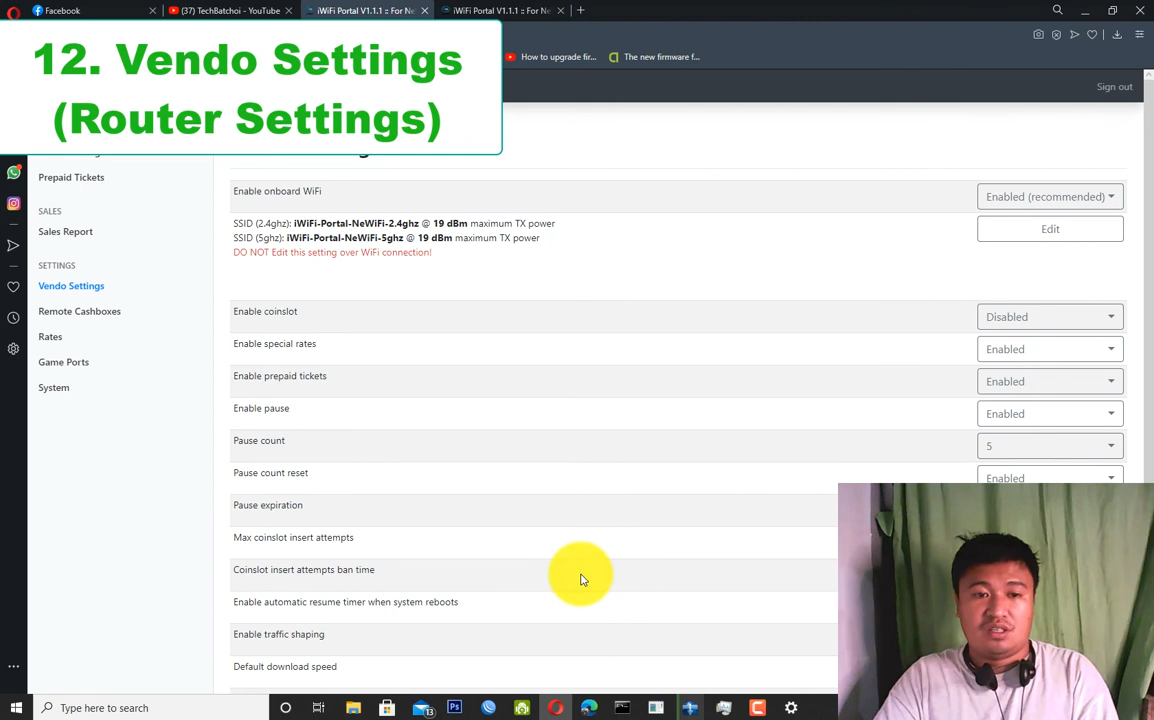 Facebook
(37) TechBatchoi - YouTube
iWiFi Portal V1.1.1 :: For Ne
iWiFi Portal V1.1.1 :: For Ne
12. Vendo Settings
(Router Settings)
How to upgrade fir...
The new firmware f...
Sign out
Prepaid Tickets
SALES
Sales Report
SETTINGS
Vendo Settings
Remote Cashboxes
Rates
Game Ports
System
Enable onboard WiFi
Enabled (recommended)
SSID (2.4ghz): iWiFi-Portal-NeWiFi-2.4ghz @ 19 dBm maximum TX power
SSID (5ghz): iWiFi-Portal-NeWiFi-5ghz @ 19 dBm maximum TX power
DO NOT Edit this setting over WiFi connection!
Edit
Enable coinslot
Disabled
Enable special rates
Enabled
Enable prepaid tickets
Enabled
Enable pause
Enabled
Pause count
5
Pause count reset
Enabled
Pause expiration
Max coinslot insert attempts
Coinslot insert attempts ban time
Enable automatic resume timer when system reboots
Enable traffic shaping
Default download speed
Type here to search
13